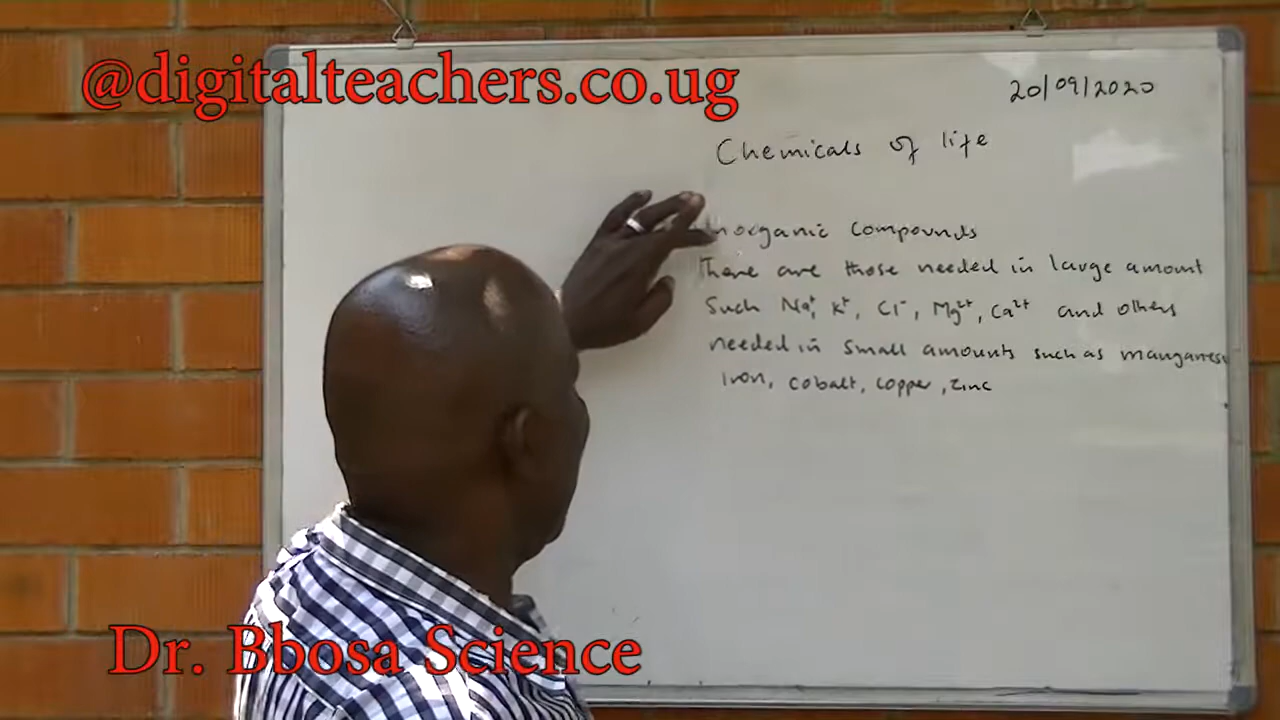 @digitalteachers.co.ug
20/09/2020
Chemicals of life
Inorganic compounds
There are those needed in large amount
Such Na⁺, K⁺, Cl⁻, Mg²⁺, Ca²⁺ and others
needed in small amounts such as manganese
Iron, Cobalt, Copper, Zinc
Dr. Bbosa Science